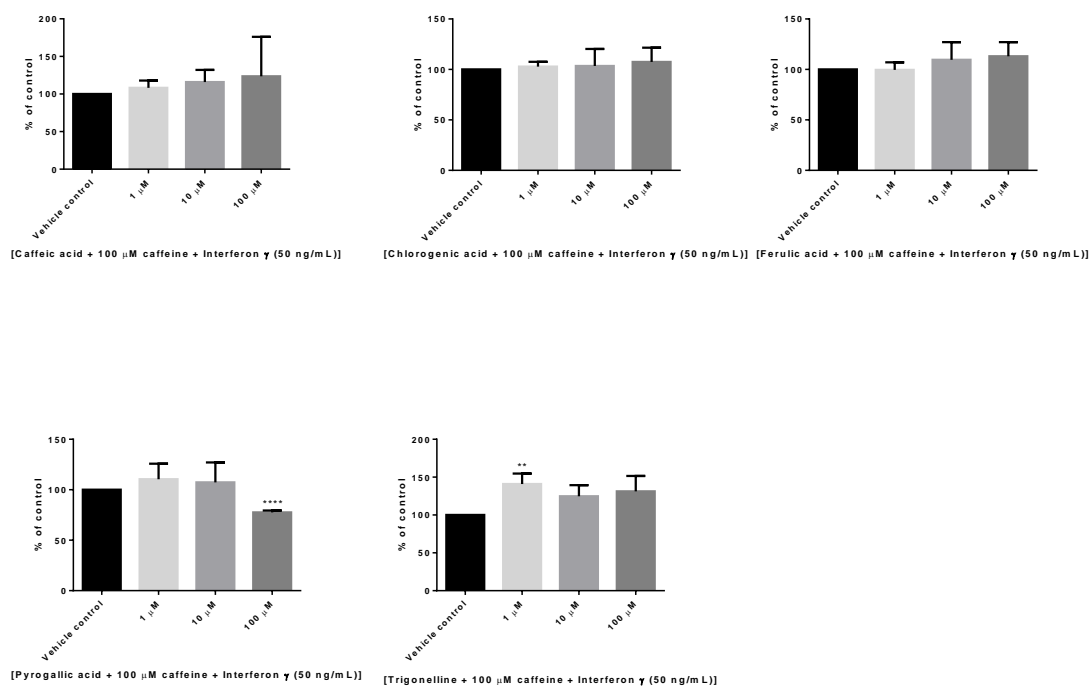 200
150
100
50
0
% of control
Vehicle control
1 μM
10 μM
100 μM
[Caffeic acid + 100 μM caffeine + Interferon γ (50 ng/mL)]
150
100
50
0
% of control
Vehicle control
1 μM
10 μM
100 μM
[Chlorogenic acid + 100 μM caffeine + Interferon γ (50 ng/mL)]
150
100
50
0
% of control
Vehicle control
1 μM
10 μM
100 μM
[Ferulic acid + 100 μM caffeine + Interferon γ (50 ng/mL)]
150
100
50
0
% of control
****
Vehicle control
1 μM
10 μM
100 μM
[Pyrogallic acid + 100 μM caffeine + Interferon γ (50 ng/mL)]
200
150
100
50
0
% of control
**
Vehicle control
1 μM
10 μM
100 μM
[Trigonelline + 100 μM caffeine + Interferon γ (50 ng/mL)]